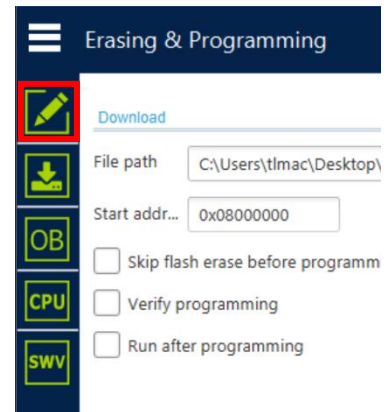 Erasing & Programming
Download
File path C:\Users\tlmac\Desktop\
Start addr... 0x08000000
OB
Skip flash erase before programm
CPU
Verify programming
Run after programming
SWV